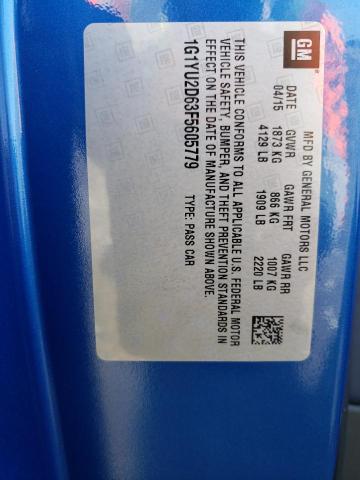 GM
MFD BY GENERAL MOTORS LLC
DATE GVWR GAWR FRT GAWR RR
04/15 1873 KG 866 KG 1007 KG
4129 LB 1909 LB 2220 LB
THIS VEHICLE CONFORMS TO ALL APPLICABLE U.S. FEDERAL MOTOR
VEHICLE SAFETY, BUMPER, AND THEFT PREVENTION STANDARDS IN
EFFECT ON THE DATE OF MANUFACTURE SHOWN ABOVE.
1G1YU2D63F5605779 TYPE: PASS CAR